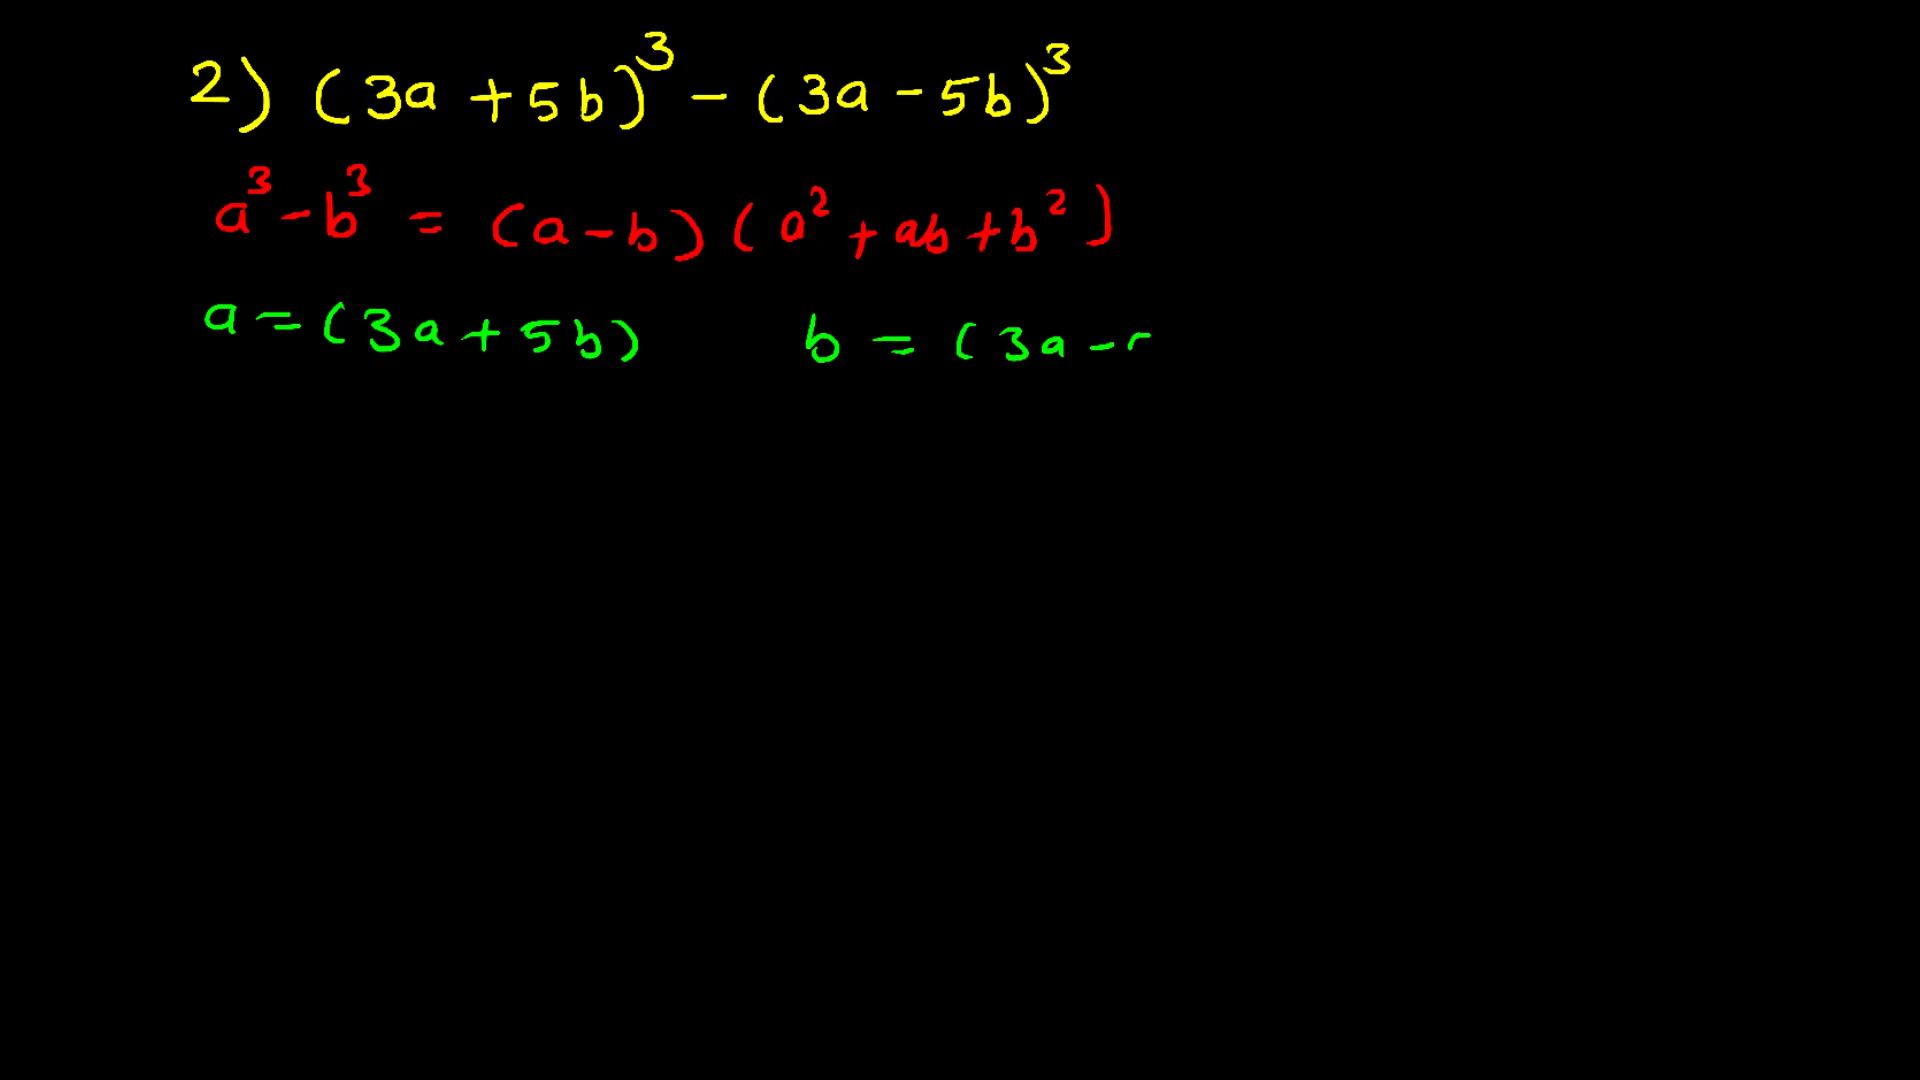 2) (3a + 5b)³ - (3a - 5b)³
a³ - b³ = (a - b) (a² + ab + b²)
a = (3a + 5b) b = (3a -